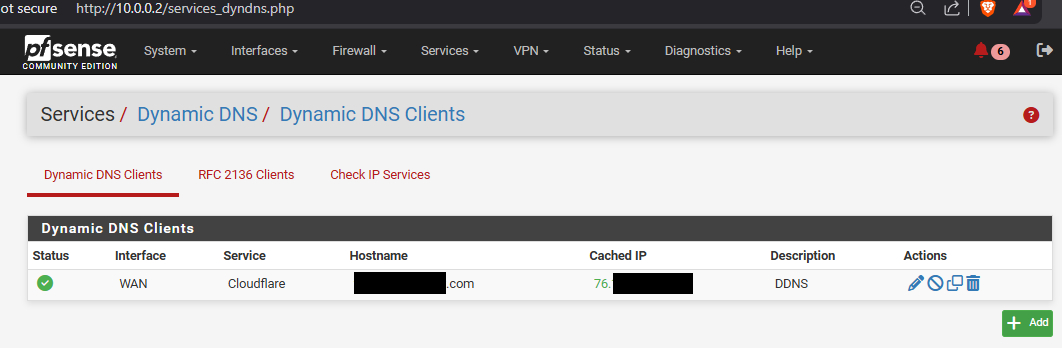 ot secure http://10.0.0.2/services_dyndns.php 1
pfsense COMMUNITY EDITION System Interfaces Firewall Services VPN Status Diagnostics Help 6
Services / Dynamic DNS / Dynamic DNS Clients ?
Dynamic DNS Clients RFC 2136 Clients Check IP Services
Dynamic DNS Clients
Status Interface Service Hostname Cached IP Description Actions
WAN Cloudflare .com 76. DDNS
+ Add